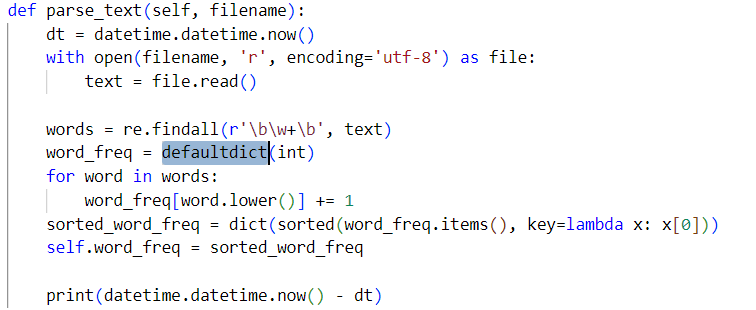 def parse_text(self, filename):
    dt = datetime.datetime.now()
    with open(filename, 'r', encoding='utf-8') as file:
        text = file.read()

    words = re.findall(r'\b\w+\b', text)
    word_freq = defaultdict(int)
    for word in words:
        word_freq[word.lower()] += 1
    sorted_word_freq = dict(sorted(word_freq.items(), key=lambda x: x[0]))
    self.word_freq = sorted_word_freq

    print(datetime.datetime.now() - dt)